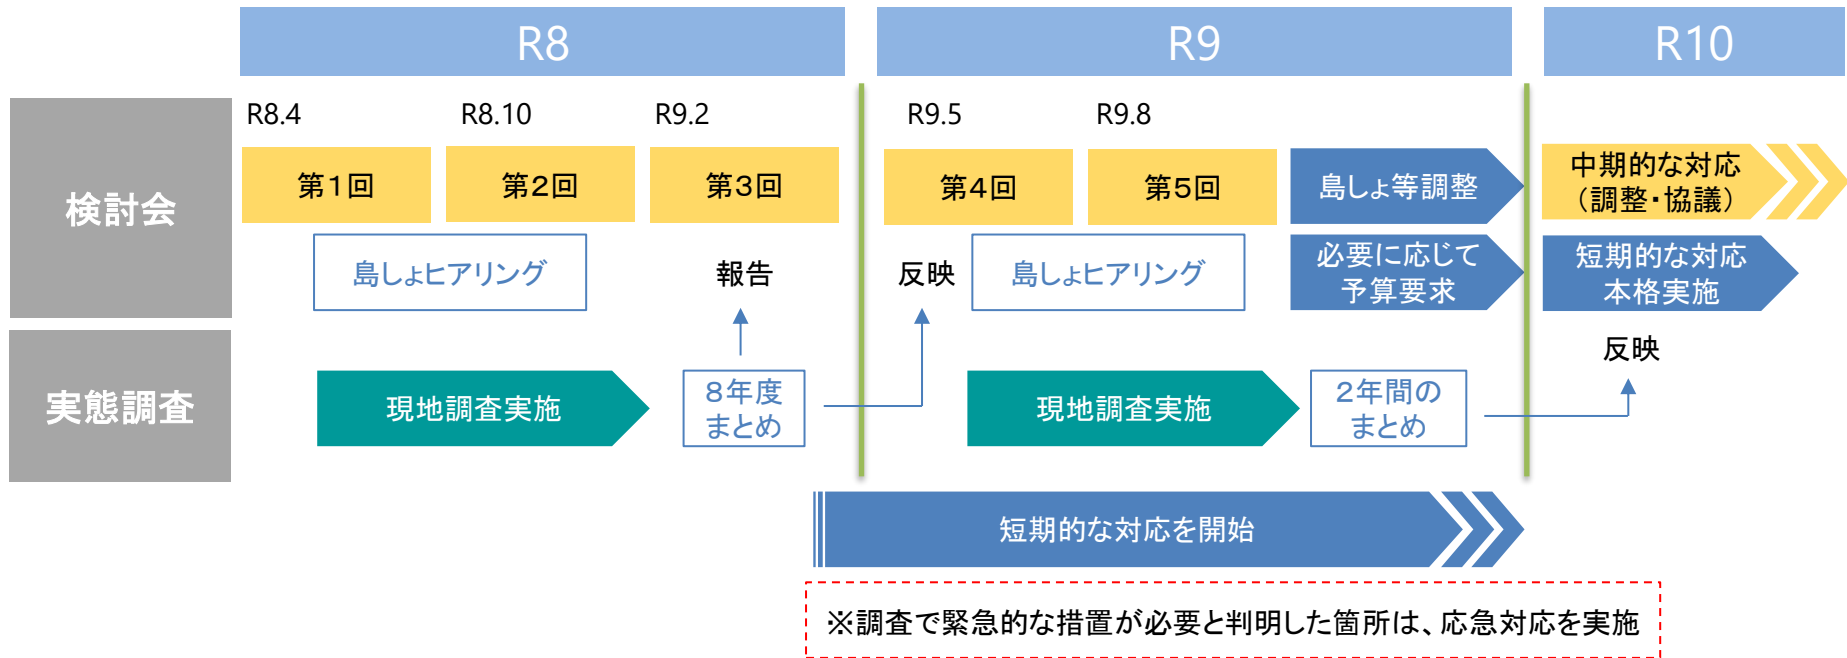 R8
R9
R10
検討会
R8.4
R8.10
R9.2
R9.5
R9.8
第１回
第２回
第３回
第４回
第５回
島しょ等調整
中期的な対応
（調整・協議）
島しょヒアリング
報告
反映
島しょヒアリング
必要に応じて
予算要求
短期的な対応
本格実施
実態調査
現地調査実施
８年度
まとめ
現地調査実施
２年間の
まとめ
反映
短期的な対応を開始
※調査で緊急的な措置が必要と判明した箇所は、応急対応を実施